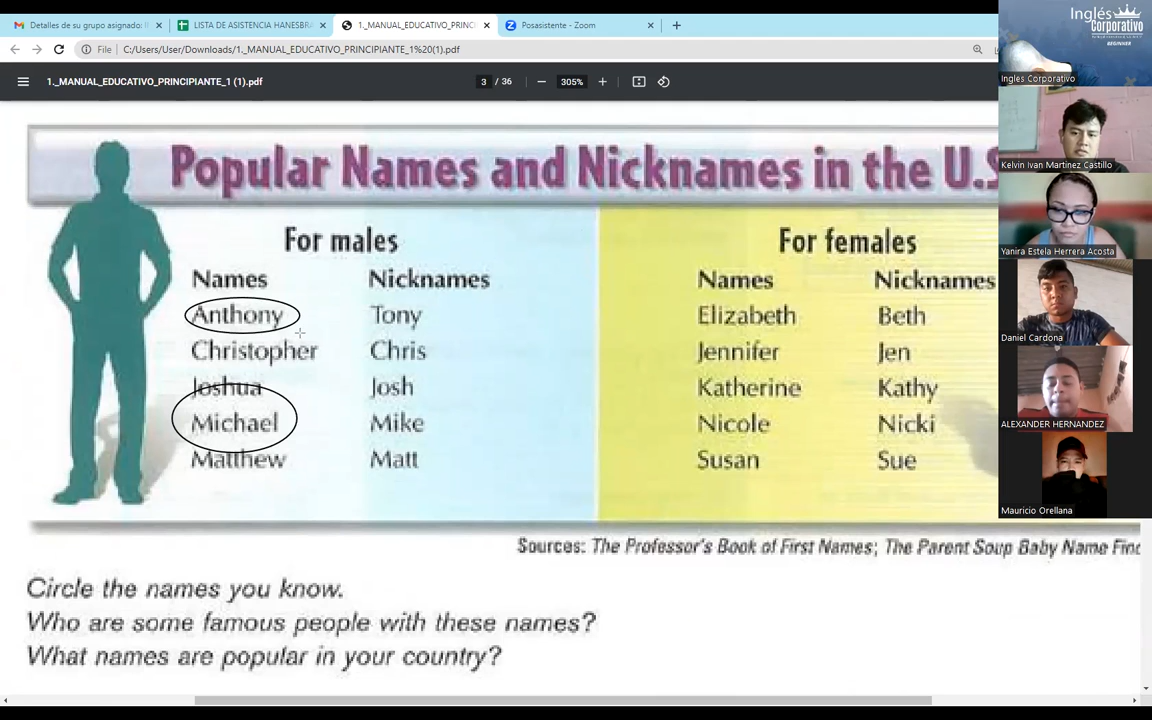 Detalles de su grupo asignado: I
LISTA DE ASISTENCIA HANESBRA
1._MANUAL_EDUCATIVO_PRINCI
Posasistente - Zoom
File
C:/Users/User/Downloads/1._MANUAL_EDUCATIVO_PRINCIPIANTE_1%20(1).pdf
1._MANUAL_EDUCATIVO_PRINCIPIANTE_1 (1).pdf
3 / 36
305%
Popular Names and Nicknames in the U.S
For males
For females
Names Nicknames
Names Nicknames
Anthony Tony
Elizabeth Beth
Christopher Chris
Jennifer Jen
Joshua Josh
Katherine Kathy
Michael Mike
Nicole Nicki
Matthew Matt
Susan Sue
Sources: The Professor's Book of First Names; The Parent Soup Baby Name Find
Circle the names you know.
Who are some famous people with these names?
What names are popular in your country?
Inglés
Corporativo
BEGINNER
Ingles Corporativo
Kelvin Ivan Martinez Castillo
Yanira Estela Herrera Acosta
Daniel Cardona
ALEXANDER HERNANDEZ
Mauricio Orellana